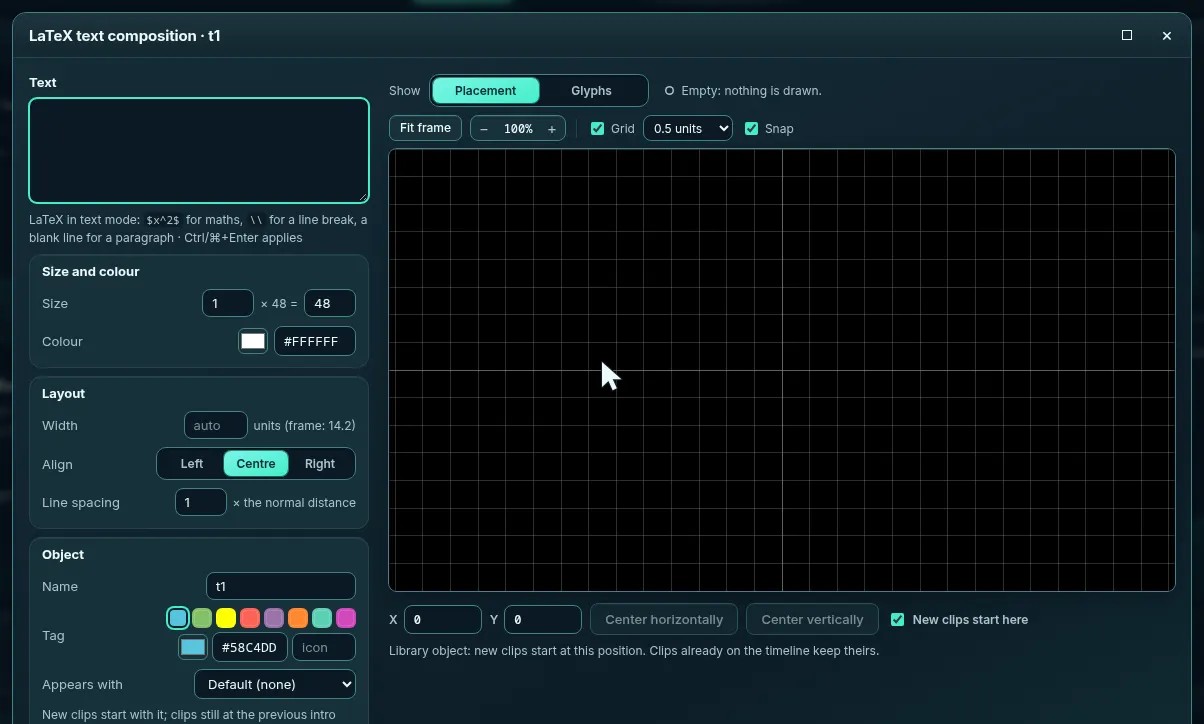 LaTeX text composition · t1
Text
LaTeX in text mode: $x^2$ for maths, \\ for a line break, a
blank line for a paragraph · Ctrl/⌘+Enter applies
Size and colour
Size 1 × 48 = 48
Colour #FFFFFF
Layout
Width auto units (frame: 14.2)
Align Left Centre Right
Line spacing 1 × the normal distance
Object
Name t1
Tag
#58C4DD icon
Appears with Default (none)
New clips start with it; clips still at the previous intro
Show Placement Glyphs Empty: nothing is drawn.
Fit frame − 100% + Grid 0.5 units Snap
X 0 Y 0 Center horizontally Center vertically New clips start here
Library object: new clips start at this position. Clips already on the timeline keep theirs.